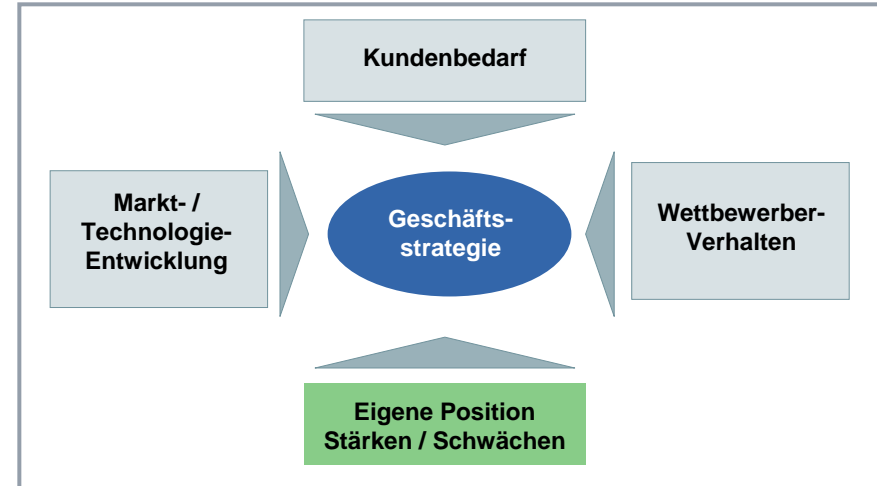 Kundenbedarf
Markt- /
Technologie-
Entwicklung
Geschäfts-
strategie
Wettbewerber-
Verhalten
Eigene Position
Stärken / Schwächen